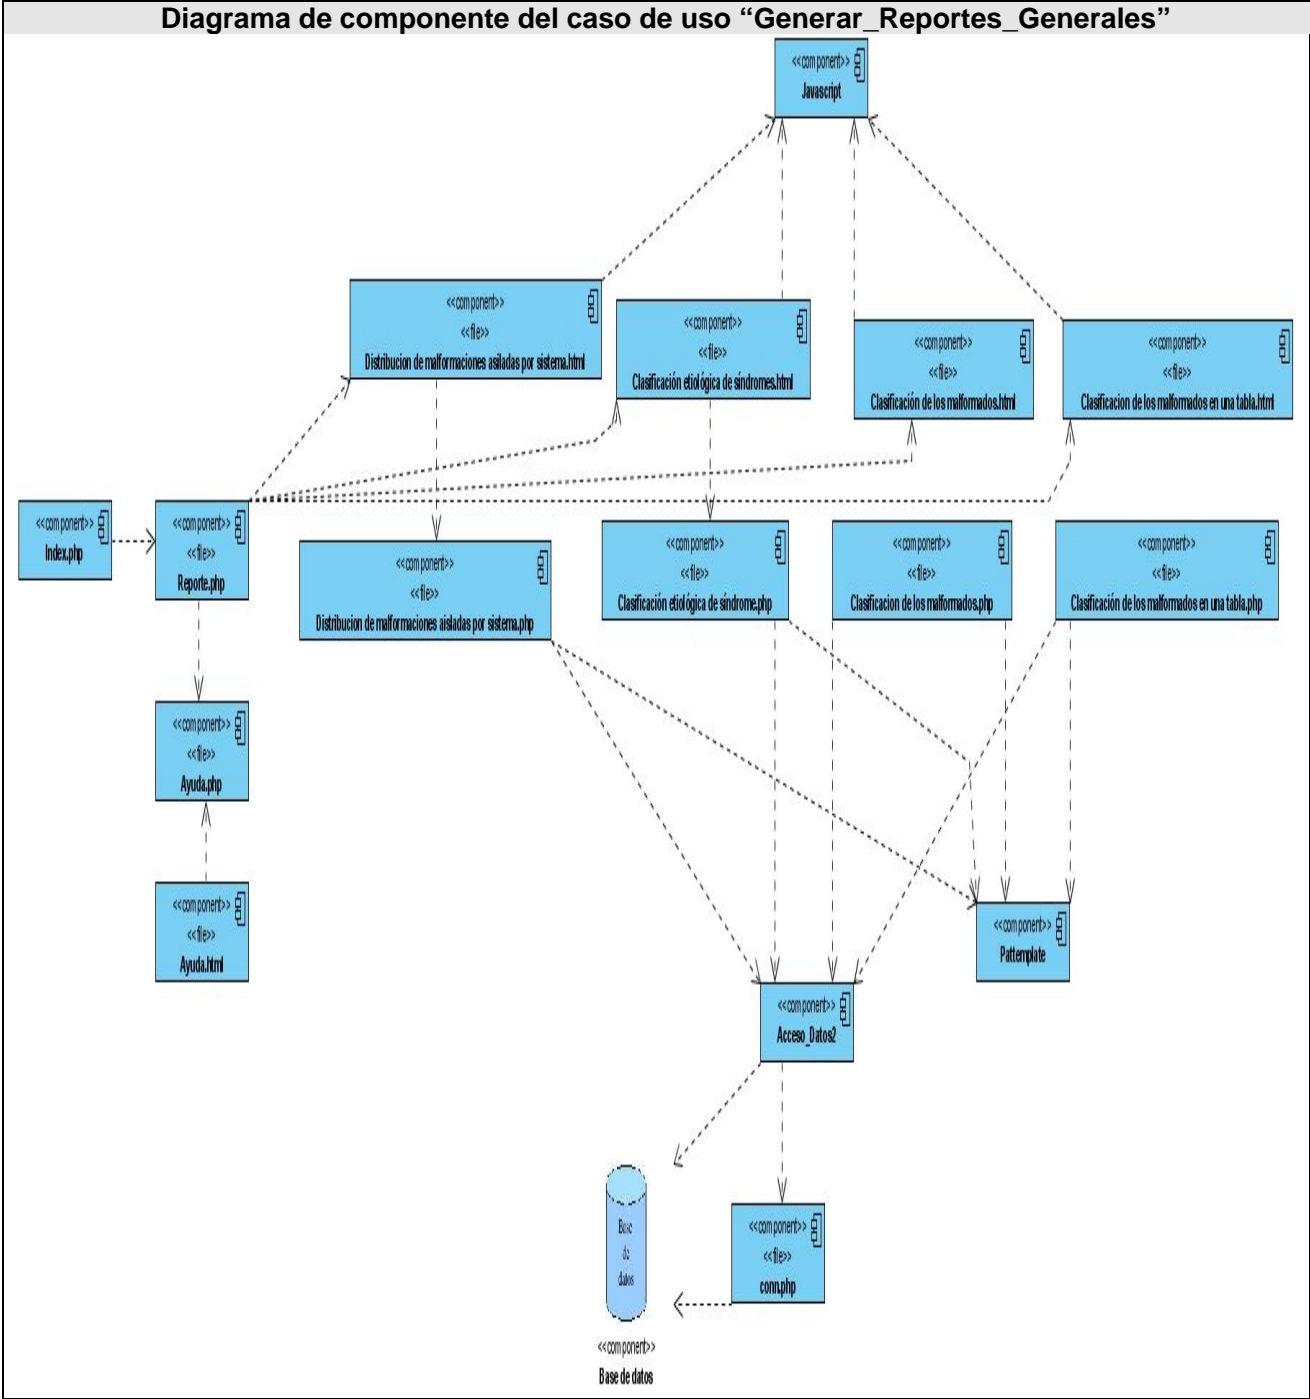 Diagrama de componente del caso de uso “Generar_Reportes_Generales”
<<component>>
Javascript
<<component>>
<<file>>
Distribucion de malformaciones asiladas por sistema.html
<<component>>
<<file>>
Clasificación etiológica de síndromes.html
<<component>>
<<file>>
Clasificación de los malformados.html
<<component>>
<<file>>
Clasificacion de los malformados en una tabla.html
<<component>>
Index.php
<<component>>
<<file>>
Reporte.php
<<component>>
<<file>>
Distribucion de malformaciones aisladas por sistema.php
<<component>>
<<file>>
Clasificación etiológica de síndrome.php
<<component>>
<<file>>
Clasificacion de los malformados.php
<<component>>
<<file>>
Clasificación de los malformados en una tabla.php
<<component>>
<<file>>
Ayuda.php
<<component>>
<<file>>
Ayuda.html
<<component>>
Pattemplate
<<component>>
Acceso_Datos2
Base
de
datos
<<component>>
Base de datos
<<component>>
<<file>>
conn.php